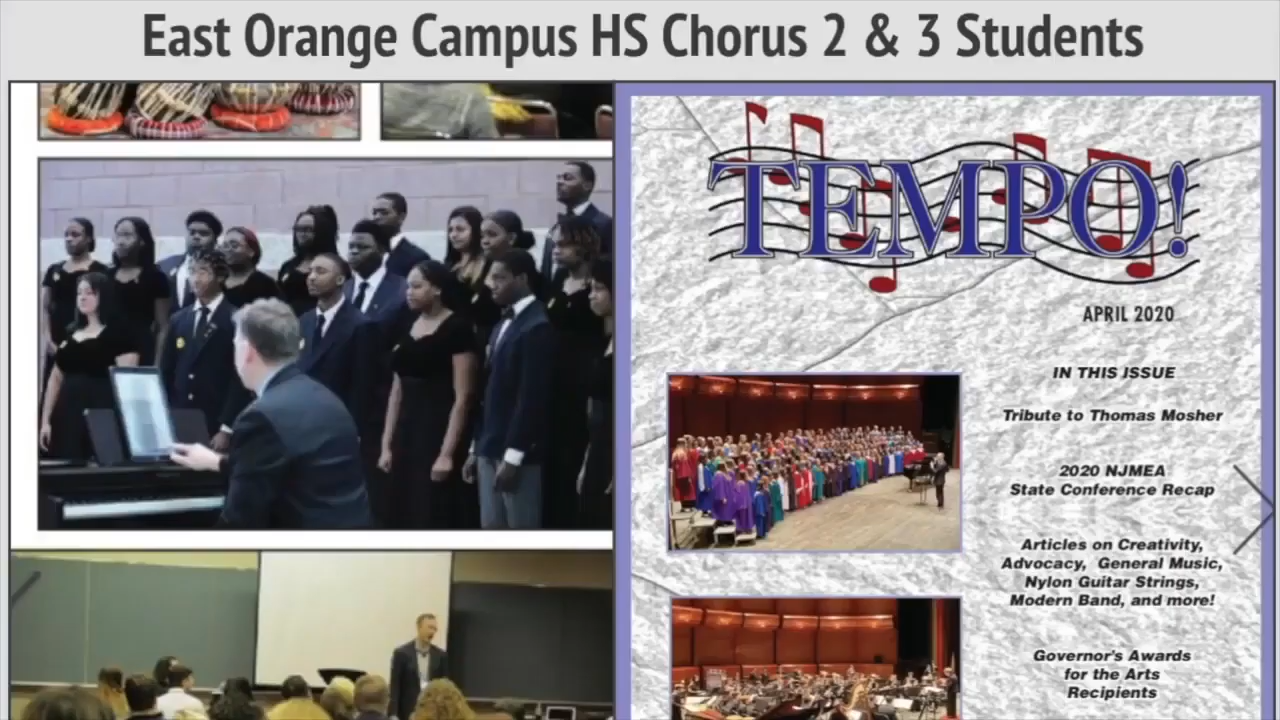 East Orange Campus HS Chorus 2 & 3 Students
TEMPO!
APRIL 2020
IN THIS ISSUE
Tribute to Thomas Mosher
2020 NJMEA
State Conference Recap
Articles on Creativity,
Advocacy, General Music,
Nylon Guitar Strings,
Modern Band, and more!
Governor's Awards
for the Arts
Recipients